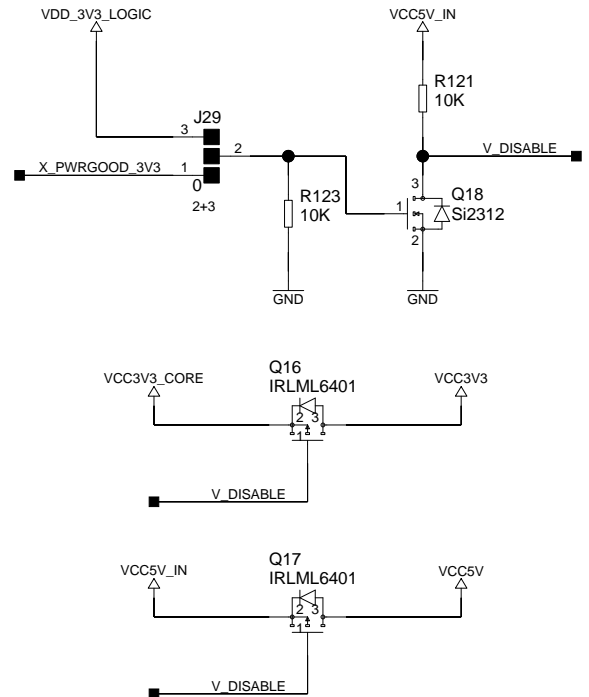 VDD_3V3_LOGIC
VCC5V_IN
R121
10K
J29
3
2
X_PWRGOOD_3V3
1
0
2+3
R123
10K
V_DISABLE
3
Q18
1
Si2312
2
GND
GND
Q16
IRLML6401
VCC3V3_CORE
VCC3V3
2 3
1
V_DISABLE
Q17
IRLML6401
VCC5V_IN
VCC5V
2 3
1
V_DISABLE